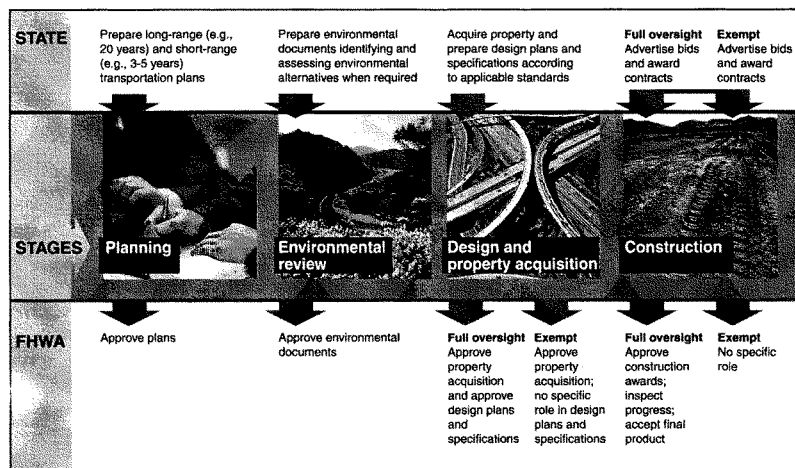 STATE
Prepare long-range (e.g.,
20 years) and short-range
(e.g., 3-5 years)
transportation plans
Prepare environmental
documents identifying and
assessing environmental
alternatives when required
Acquire property and
prepare design plans and
specifications according
to applicable standards
Full oversight
Advertise bids
and award
contracts
Exempt
Advertise bids
and award
contracts
STAGES
Planning
Environmental
review
Design and
property acquisition
Construction
FHWA
Approve plans
Approve environmental
documents
Full oversight
Approve
property
acquisition
and approve
design plans
and
specifications
Exempt
Approve
property
acquisition;
no specific
role in design
plans and
specifications
Full oversight
Approve
construction
awards;
inspect
progress;
accept final
product
Exempt
No specific
role